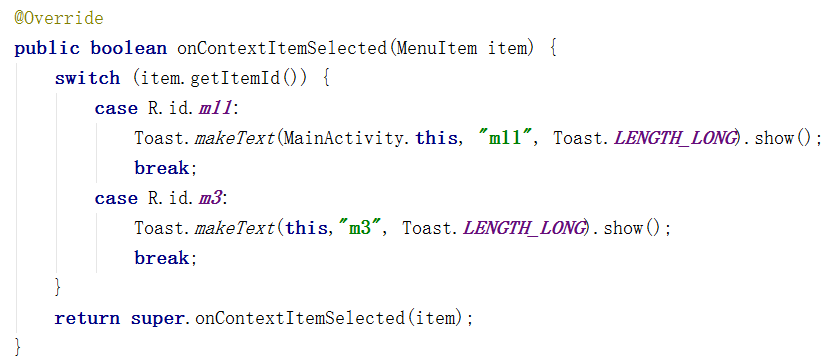 @Override
public boolean onContextItemSelected(MenuItem item) {
    switch (item.getItemId()) {
        case R.id.m11:
            Toast.makeText(MainActivity.this, "m11", Toast.LENGTH_LONG).show();
            break;
        case R.id.m3:
            Toast.makeText(this,"m3", Toast.LENGTH_LONG).show();
            break;
    }
    return super.onContextItemSelected(item);
}